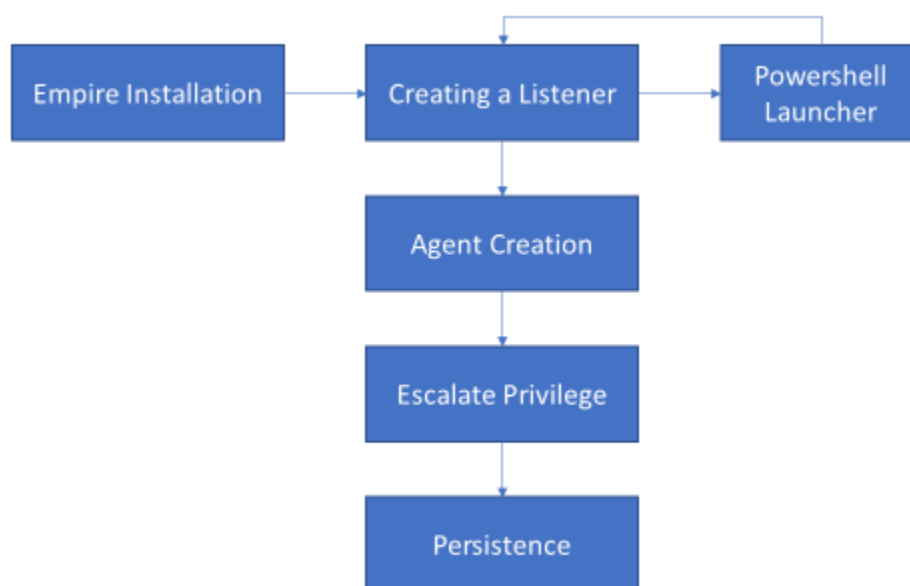 Empire Installation
Creating a Listener
Powershell
Launcher
Agent Creation
Escalate Privilege
Persistence